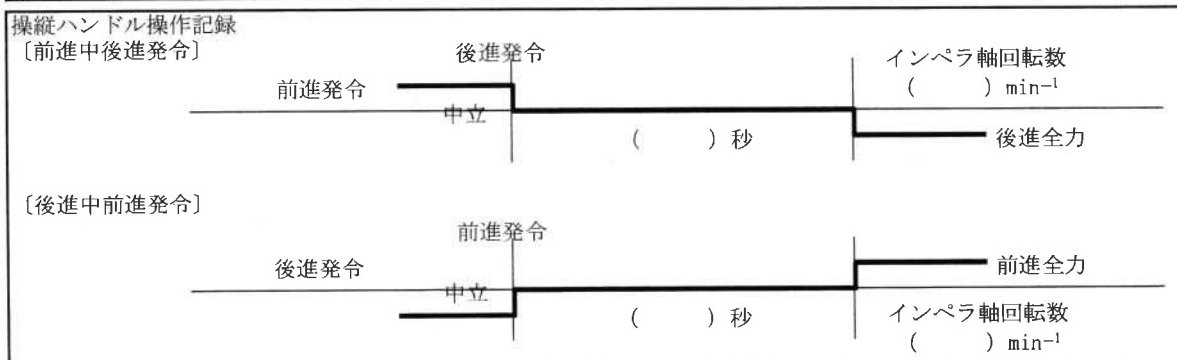 操縦ハンドル操作記録
〔前進中後進発令〕
後進発令
インペラ軸回転数
前進発令
(　　　) min⁻¹
中立
(　　　) 秒
後進全力
〔後進中前進発令〕
前進発令
後進発令
前進全力
中立
(　　　) 秒
インペラ軸回転数
(　　　) min⁻¹